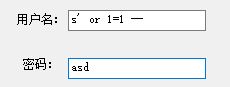 用户名： s' or 1=1 --
密码： asd